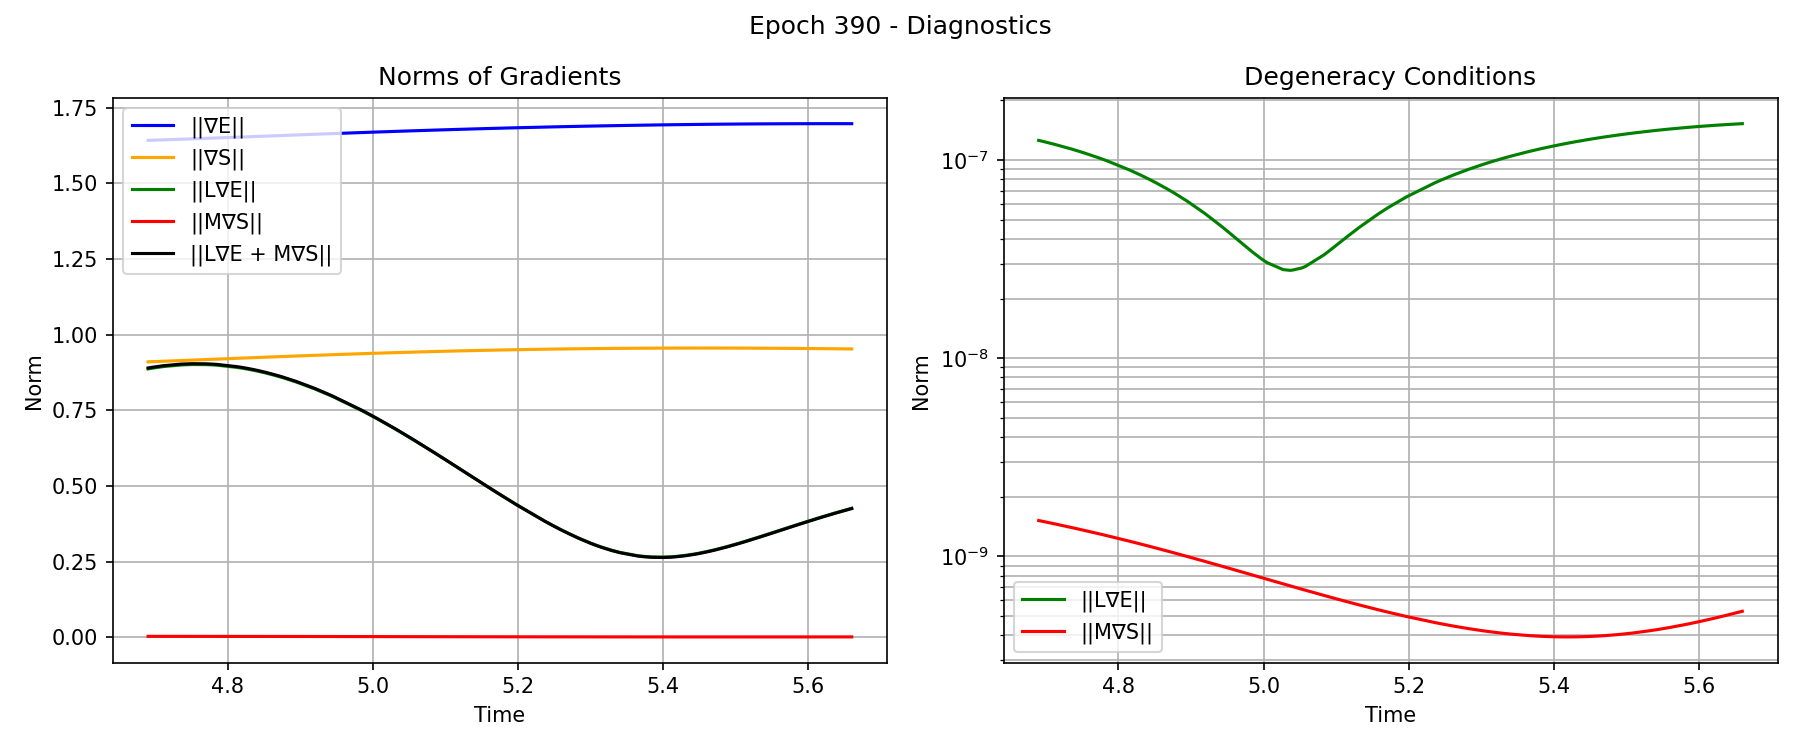 Epoch 390 - Diagnostics
Norms of Gradients
1.75
1.50
1.25
1.00
0.75
0.50
0.25
0.00
Norm
||∇E||
||∇S||
||L∇E||
||M∇S||
||L∇E + M∇S||
4.8
5.0
5.2
5.4
5.6
Time
Degeneracy Conditions
10⁻⁷
10⁻⁸
10⁻⁹
Norm
||L∇E||
||M∇S||
4.8
5.0
5.2
5.4
5.6
Time